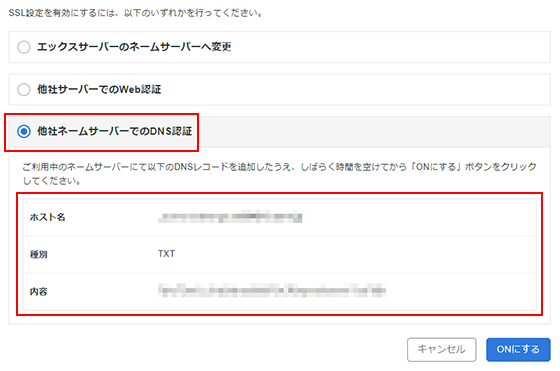 SSL設定を有効にするには、以下のいずれかを行ってください。
エックスサーバーのネームサーバーへ変更
他社サーバーでのWeb認証
他社ネームサーバーでのDNS認証
ご利用中のネームサーバーにて以下のDNSレコードを追加したうえ、しばらく時間を空けてから「ONにする」ボタンをクリック
してください。
ホスト名
種別 TXT
内容
キャンセル ONにする